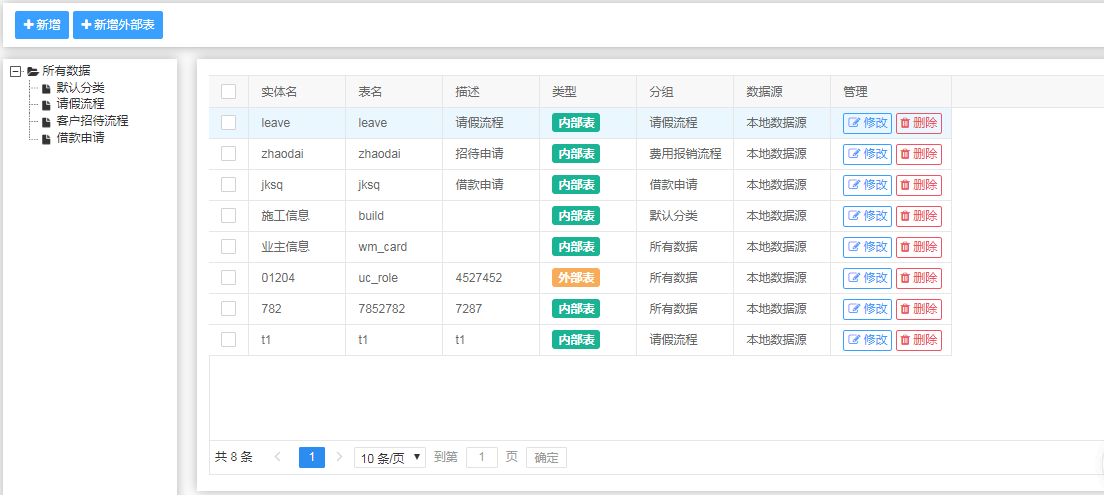 新增 新增外部表
所有数据
默认分类
请假流程
客户招待流程
借款申请
实体名 表名 描述 类型 分组 数据源 管理
leave leave 请假流程 内部表 请假流程 本地数据源 修改 删除
zhaodai zhaodai 招待申请 内部表 费用报销流程 本地数据源 修改 删除
jksq jksq 借款申请 内部表 借款申请 本地数据源 修改 删除
施工信息 build 内部表 默认分类 本地数据源 修改 删除
业主信息 wm_card 内部表 所有数据 本地数据源 修改 删除
01204 uc_role 4527452 外部表 所有数据 本地数据源 修改 删除
782 7852782 7287 内部表 所有数据 本地数据源 修改 删除
t1 t1 t1 内部表 请假流程 本地数据源 修改 删除
共 8 条 1 10 条/页 到第 1 页 确定